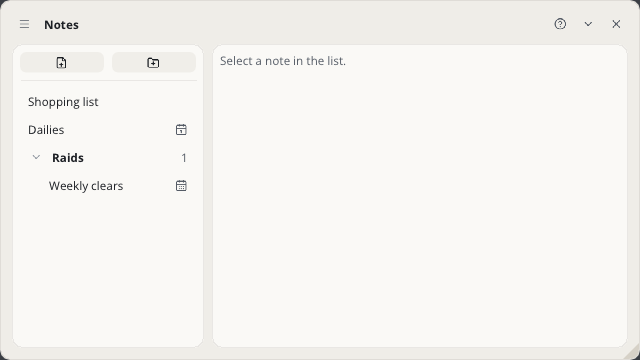 Notes
Select a note in the list.
Shopping list
Dailies
Raids 1
Weekly clears